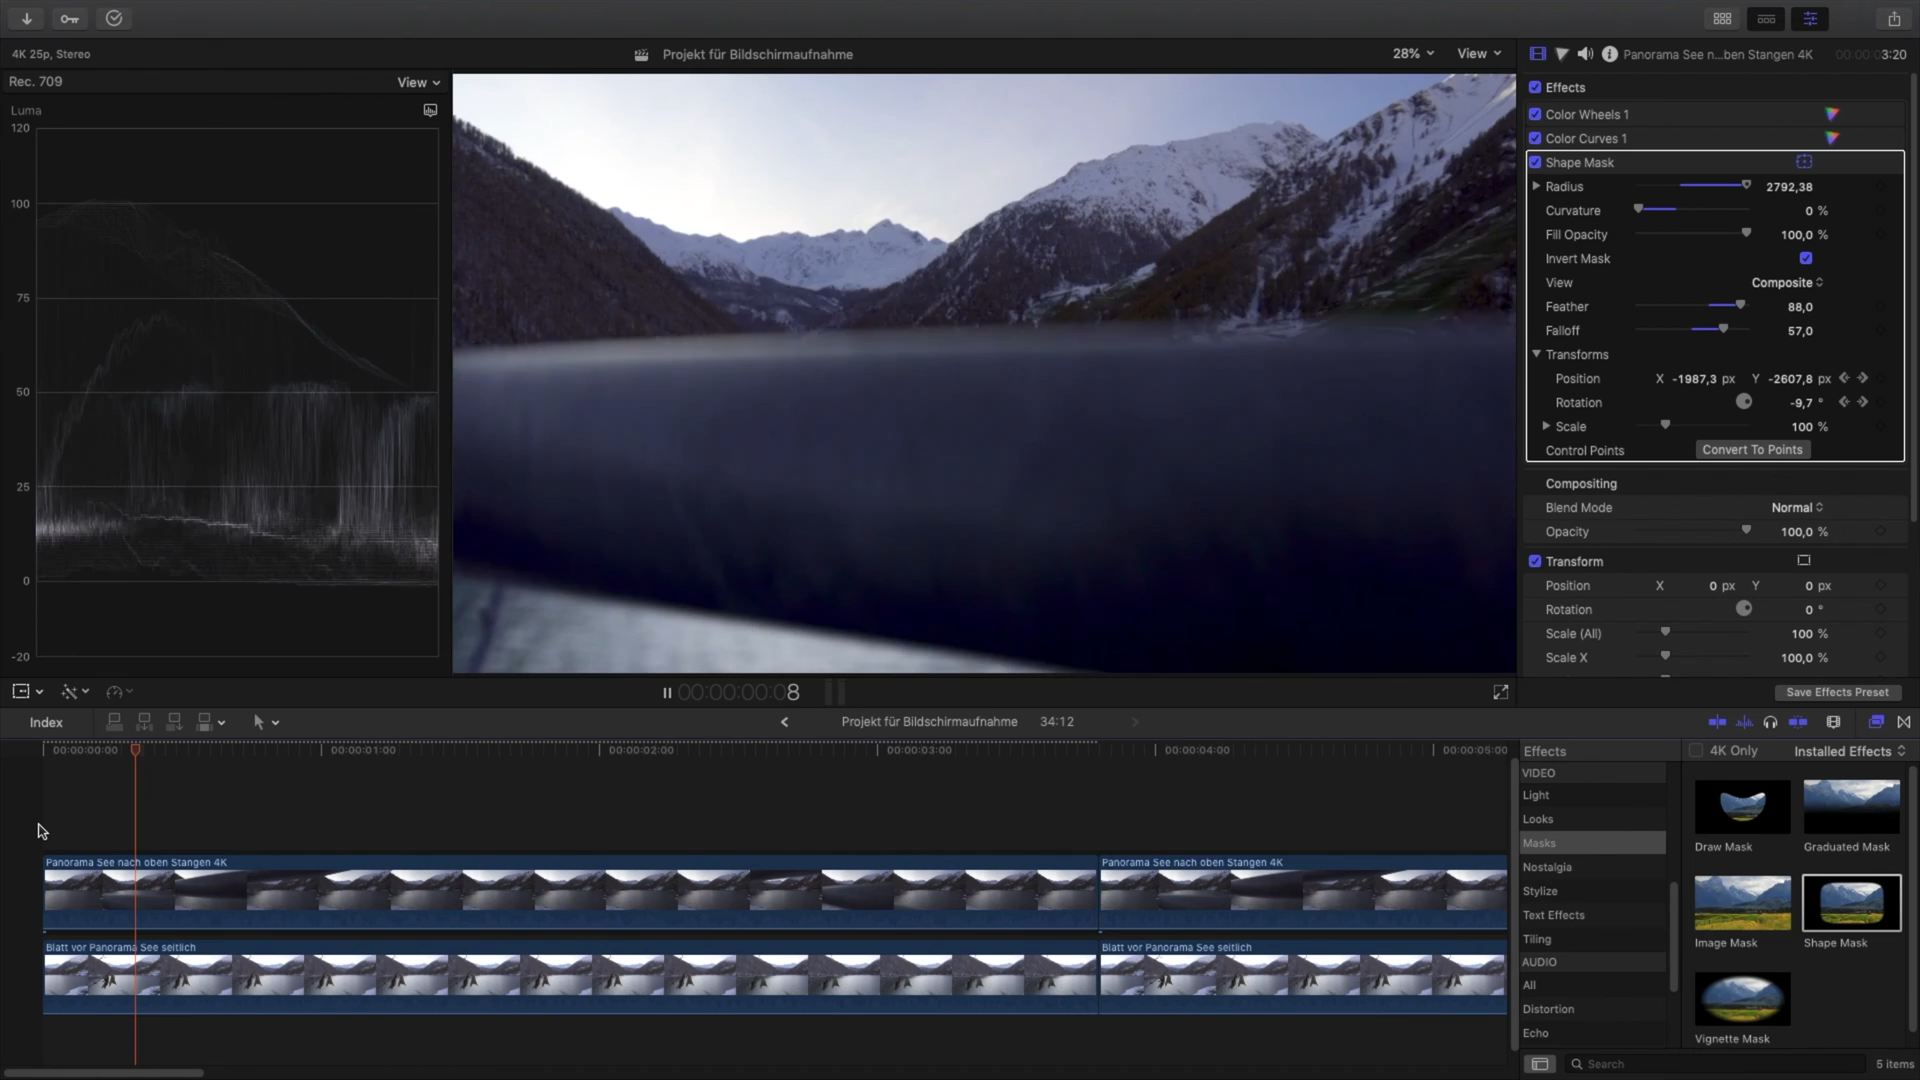 4K 25p, Stereo
Projekt für Bildschirmaufnahme
28%
View
Panorama See n...ben Stangen 4K
00:00:03:20
Rec. 709
View
Luma
120
100
75
50
25
0
-20
Effects
Color Wheels 1
Color Curves 1
Shape Mask
Radius 2792,38
Curvature 0 %
Fill Opacity 100,0 %
Invert Mask
View Composite
Feather 88,0
Falloff 57,0
Transforms
Position X -1987,3 px Y -2607,8 px
Rotation -9,7 °
Scale 100 %
Control Points Convert To Points
Compositing
Blend Mode Normal
Opacity 100,0 %
Transform
Position X 0 px Y 0 px
Rotation 0 °
Scale (All) 100 %
Scale X 100,0 %
00:00:00:08
Save Effects Preset
Index
Projekt für Bildschirmaufnahme 34:12
00:00:00:00
00:00:01:00
00:00:02:00
00:00:03:00
00:00:04:00
00:00:05:00
Panorama See nach oben Stangen 4K
Panorama See nach oben Stangen 4K
Blatt vor Panorama See seitlich
Blatt vor Panorama See seitlich
Effects
4K Only
Installed Effects
VIDEO
Light
Looks
Masks
Nostalgia
Stylize
Text Effects
Tiling
AUDIO
All
Distortion
Echo
Draw Mask
Graduated Mask
Image Mask
Shape Mask
Vignette Mask
Search
5 items